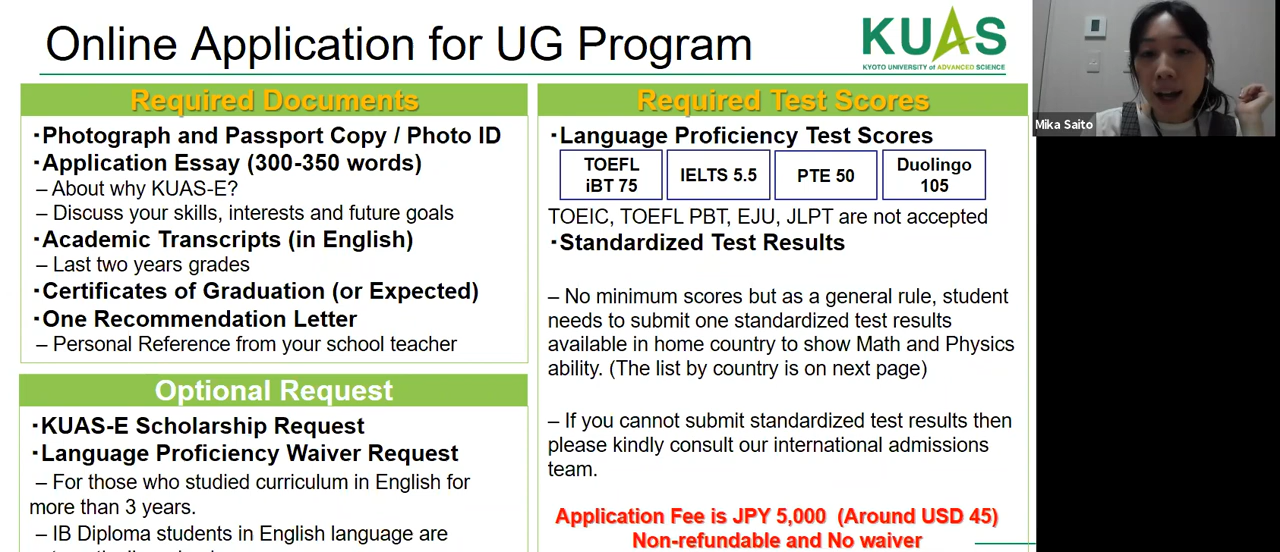 Online Application for UG Program
KUAS
KYOTO UNIVERSITY of ADVANCED SCIENCE
Required Documents
･Photograph and Passport Copy / Photo ID
･Application Essay (300-350 words)
– About why KUAS-E?
– Discuss your skills, interests and future goals
･Academic Transcripts (in English)
– Last two years grades
･Certificates of Graduation (or Expected)
･One Recommendation Letter
– Personal Reference from your school teacher
Optional Request
･KUAS-E Scholarship Request
･Language Proficiency Waiver Request
– For those who studied curriculum in English for
more than 3 years.
– IB Diploma students in English language are
Required Test Scores
･Language Proficiency Test Scores
TOEFL
iBT 75
IELTS 5.5
PTE 50
Duolingo
105
TOEIC, TOEFL PBT, EJU, JLPT are not accepted
･Standardized Test Results
– No minimum scores but as a general rule, student
needs to submit one standardized test results
available in home country to show Math and Physics
ability. (The list by country is on next page)
– If you cannot submit standardized test results then
please kindly consult our international admissions
team.
Application Fee is JPY 5,000 (Around USD 45)
Non-refundable and No waiver
Mika Saito